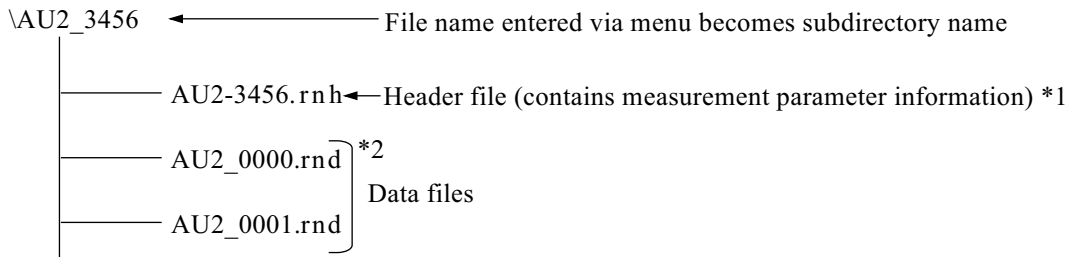 \AU2_3456 File name entered via menu becomes subdirectory name
AU2-3456.rnh Header file (contains measurement parameter information) *1
AU2_0000.rnd *2
Data files
AU2_0001.rnd